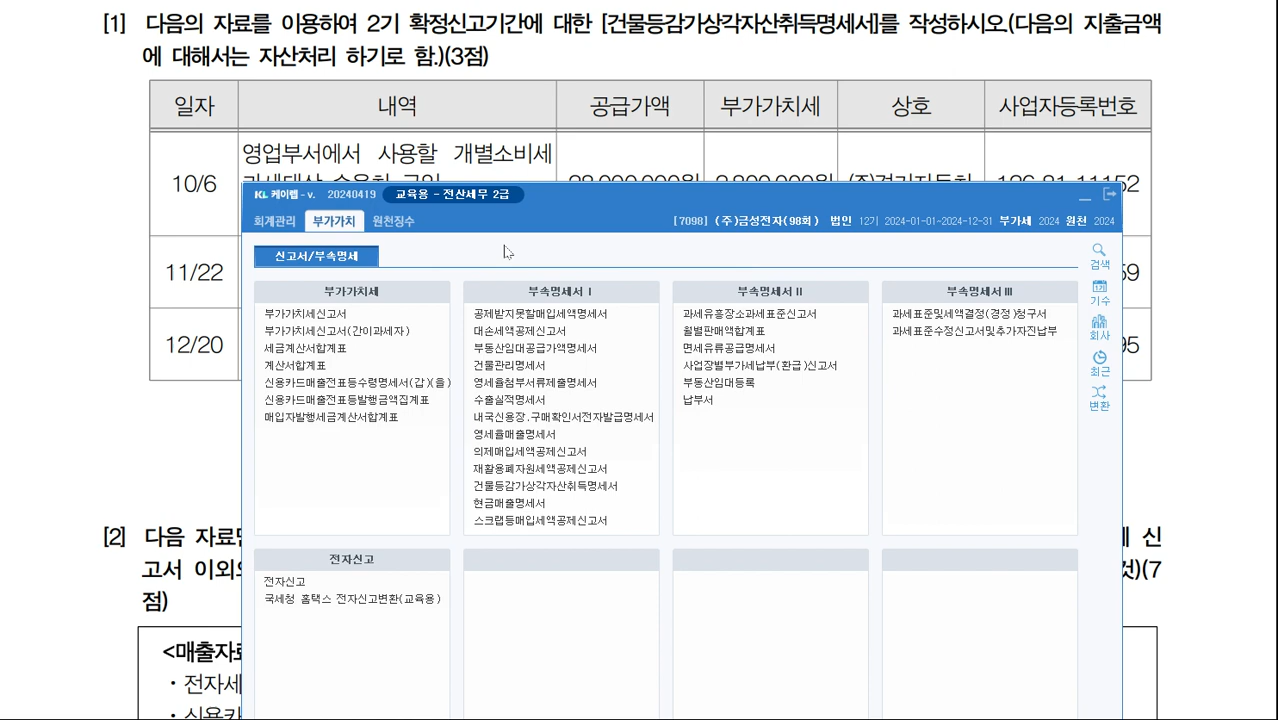 [1] 다음의 자료를 이용하여 2기 확정신고기간에 대한 [건물등감가상각자산취득명세서]를 작성하시오.(다음의 지출금액
에 대해서는 자산처리 하기로 함.)(3점)
일자 내역 공급가액 부가가치세 상호 사업자등록번호
영업부서에서 사용할 개별소비세
10/6
11/22
12/20
KL 케이렙 - v. 20240419 교육용 - 전산세무 2급
회계관리 부가가치 원천징수 [7098] (주)금성전자(98회) 법인 12기 2024-01-01~2024-12-31 부가세 2024 원천 2024
신고서/부속명세
검색
기수
회사
최근
변환
부가가치세
부가가치세신고서
부가가치세신고서(간이과세자)
세금계산서합계표
계산서합계표
신용카드매출전표등수령명세서(갑)(을)
신용카드매출전표등발행금액집계표
매입자발행세금계산서합계표
부속명세서 I
공제받지못할매입세액명세서
대손세액공제신고서
부동산임대공급가액명세서
건물관리명세서
영세율첨부서류제출명세서
수출실적명세서
내국신용장.구매확인서전자발급명세서
영세율매출명세서
의제매입세액공제신고서
재활용폐자원세액공제신고서
건물등감가상각자산취득명세서
현금매출명세서
스크랩등매입세액공제신고서
부속명세서 II
과세유흥장소과세표준신고서
월별판매액합계표
면세유류공급명세서
사업장별부가세납부(환급)신고서
부동산임대등록
납부서
부속명세서 III
과세표준및세액결정(경정)청구서
과세표준수정신고서및추가자진납부
전자신고
전자신고
국세청 홈택스 전자신고변환(교육용)
[2] 다음 자료
신
고서 이외
것)(7
점)
<매출자료
· 전자세
· 신용카